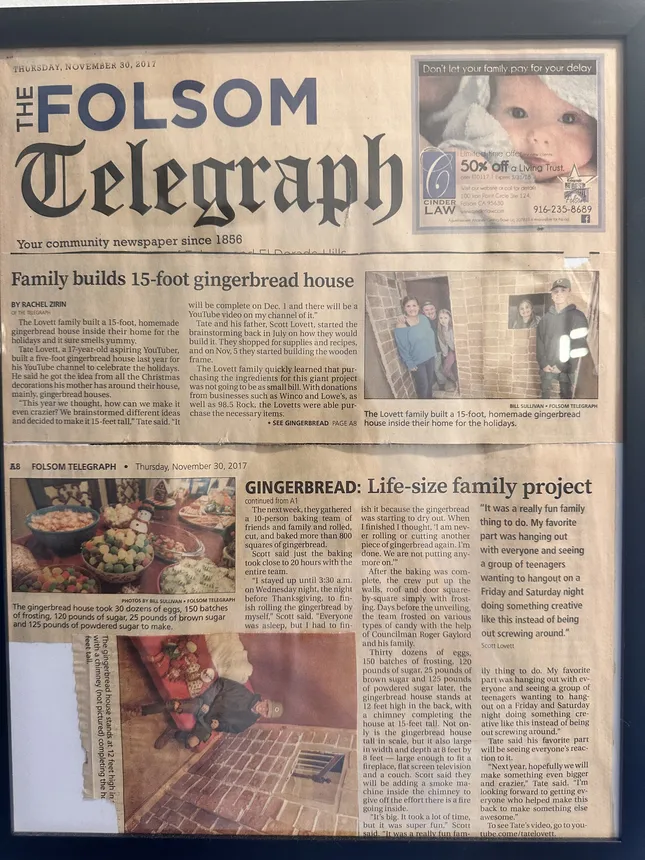 THURSDAY, NOVEMBER 30, 2017
THE FOLSOM
Telegraph
Your community newspaper since 1856
Don't let your family pay for your delay
Limited-time offer
50% off a Living Trust.
CINDER
LAW
916-235-8689
Family builds 15-foot gingerbread house
BY RACHEL ZIRIN
OF THE TELEGRAPH
The Lovett family built a 15-foot, homemade
gingerbread house inside their home for the
holidays and it sure smells yummy.
Tate Lovett, a 17-year-old aspiring YouTuber,
built a five-foot gingerbread house last year for
his YouTube channel to celebrate the holidays.
He said he got the idea from all the Christmas
decorations his mother has around their house,
mainly, gingerbread houses.
"This year we thought, how can we make it
even crazier? We brainstormed different ideas
and decided to make it 15-feet tall," Tate said. "It
will be complete on Dec. 1 and there will be a
YouTube video on my channel of it."
Tate and his father, Scott Lovett, started the
brainstorming back in July on how they would
build it. They shopped for supplies and recipes,
and on Nov, 5 they started building the wooden
frame.
The Lovett family quickly learned that pur-
chasing the ingredients for this giant project
was not going to be as small bill. With donations
from businesses such as Winco and Lowe's, as
well as 98.5 Rock, the Lovetts were able pur-
chase the necessary items.
• SEE GINGERBREAD PAGE A8
BILL SULLIVAN • FOLSOM TELEGRAPH
The Lovett family built a 15-foot, homemade gingerbread
house inside their home for the holidays.
A8 FOLSOM TELEGRAPH • Thursday, November 30, 2017
PHOTOS BY BILL SULLIVAN • FOLSOM TELEGRAPH
The gingerbread house took 30 dozens of eggs, 150 batches
of frosting, 120 pounds of sugar, 25 pounds of brown sugar
and 125 pounds of powdered sugar to make.
The gingerbread house stands at 12 feet high in
with a chimney (not pictured) completing the h
feet tall.
GINGERBREAD: Life-size family project
continued from A1
The next week, they gathered
a 10-person baking team of
friends and family and rolled,
cut, and baked more than 800
squares of gingerbread.
Scott said just the baking
took close to 20 hours with the
entire team.
"I stayed up until 3:30 a.m.
on Wednesday night, the night
before Thanksgiving, to fin-
ish rolling the gingerbread by
myself," Scott said. "Everyone
was asleep, but I had to fin-
ish it because the gingerbread
was starting to dry out. When
I finished I thought, 'I am nev-
er rolling or cutting another
piece of gingerbread again. I'm
done. We are not putting any-
more on.'"
After the baking was com-
plete, the crew put up the
walls, roof and door square-
by-square simply with frost-
ing. Days before the unveiling,
the team frosted on various
types of candy with the help
of Councilman Roger Gaylord
and his family.
Thirty dozens of eggs,
150 batches of frosting, 120
pounds of sugar, 25 pounds of
brown sugar and 125 pounds
of powdered sugar later, the
gingerbread house stands at
12 feet high in the back, with
a chimney completing the
house at 15-feet tall. Not on-
ly is the gingerbread house
tall in scale, but it also large
in width and depth at 8 feet by
8 feet — large enough to fit a
fireplace, flat screen television
and a couch. Scott said they
will be adding a smoke ma-
chine inside the chimney to
give off the effort there is a fire
going inside.
"It's big. It took a lot of time,
but it was super fun," Scott
said. "It was a really fun fam-
"It was a really fun family
thing to do. My favorite
part was hanging out
with everyone and seeing
a group of teenagers
wanting to hangout on a
Friday and Saturday night
doing something creative
like this instead of being
out screwing around."
Scott Lovett
ily thing to do. My favorite
part was hanging out with ev-
eryone and seeing a group of
teenagers wanting to hang-
out on a Friday and Saturday
night doing something cre-
ative like this instead of being
out screwing around."
Tate said his favorite part
will be seeing everyone's reac-
tion to it.
"Next year, hopefully we will
make something even bigger
and crazier," Tate said. "I'm
looking forward to getting ev-
eryone who helped make this
back to make something else
awesome."
To see Tate's video, go to you-
tube.come/tatelovett.